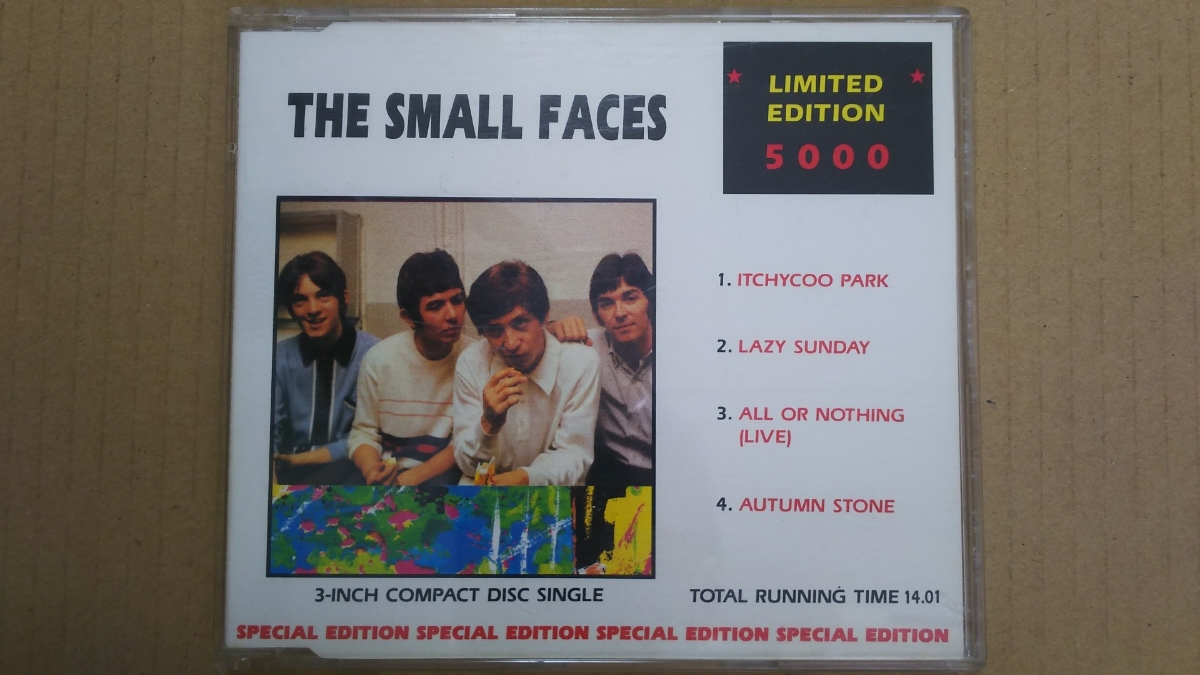 THE SMALL FACES
LIMITED
EDITION
5000
1. ITCHYCOO PARK
2. LAZY SUNDAY
3. ALL OR NOTHING
(LIVE)
4. AUTUMN STONE
3-INCH COMPACT DISC SINGLE
TOTAL RUNNING TIME 14.01
SPECIAL EDITION SPECIAL EDITION SPECIAL EDITION SPECIAL EDITION